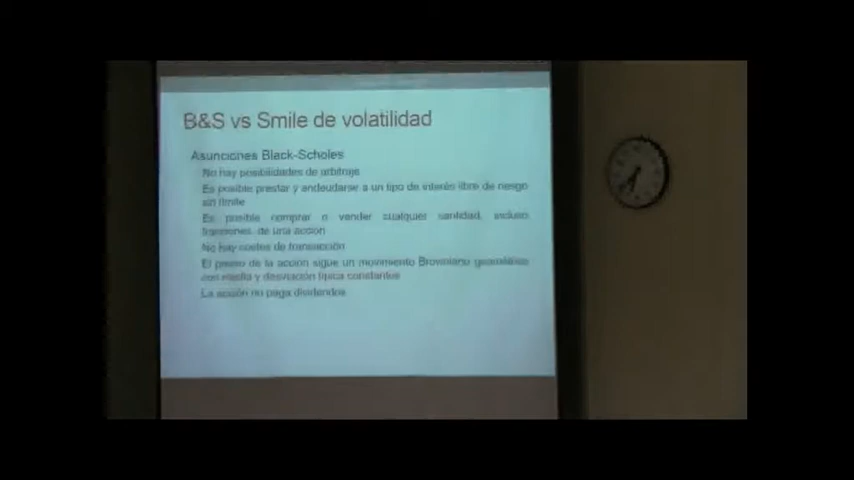 B&S vs Smile de volatilidad
Asunciones Black-Scholes
No hay posibilidades de arbitraje
Es posible prestar y endeudarse a un tipo de interés libre de riesgo
sin límite
Es posible comprar o vender cualquier cantidad, incluso
fracciones, de una acción
No hay costes de transacción
El precio de la acción sigue un movimiento Browniano geométrico
con media y desviación típica constantes
La acción no paga dividendos